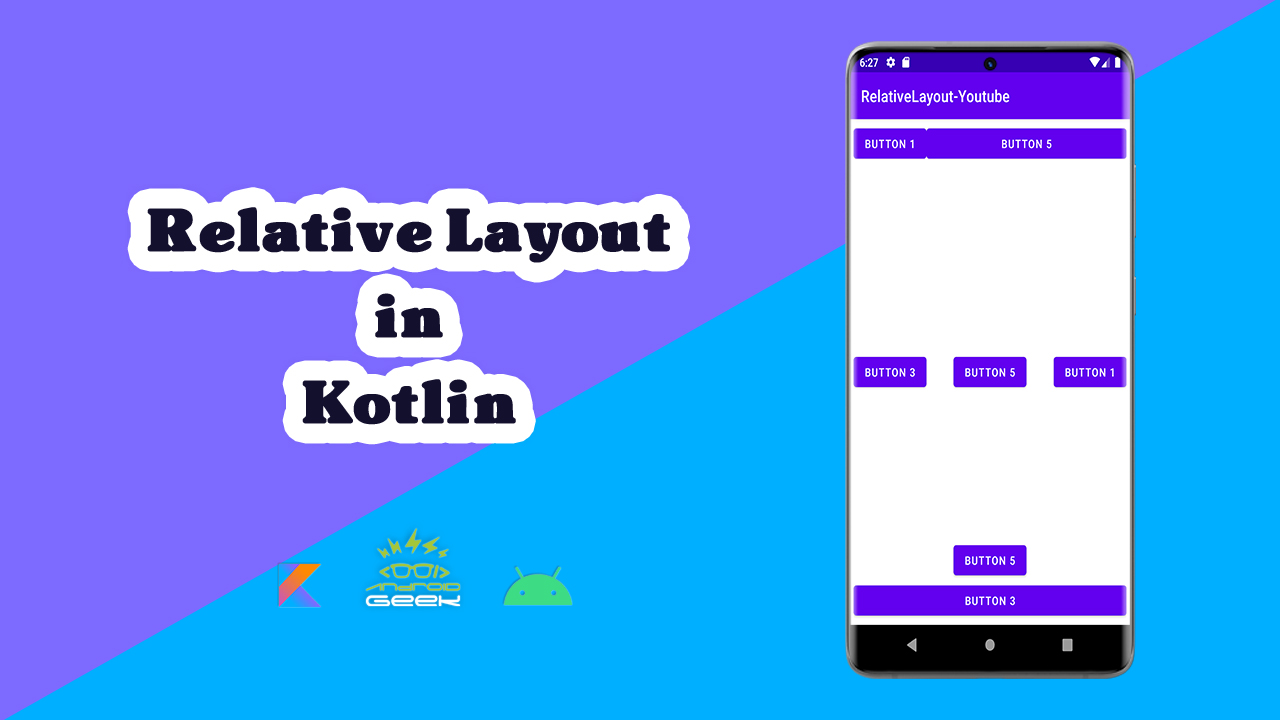 Relative Layout
in
Kotlin
ANDROID
GEEK
6:27
RelativeLayout-Youtube
BUTTON 1 BUTTON 5
BUTTON 3 BUTTON 5 BUTTON 1
BUTTON 5
BUTTON 3